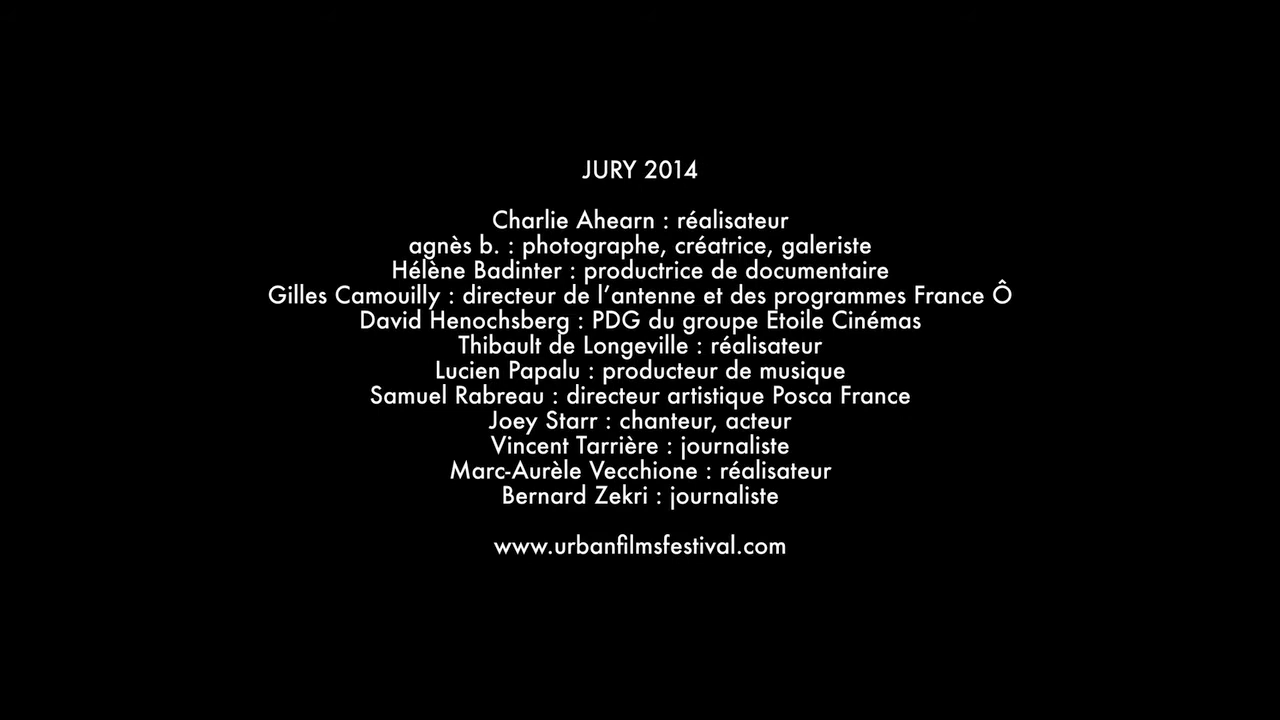 JURY 2014
Charlie Ahearn : réalisateur
agnès b. : photographe, créatrice, galeriste
Hélène Badinter : productrice de documentaire
Gilles Camouilly : directeur de l’antenne et des programmes France Ô
David Henochsberg : PDG du groupe Etoile Cinémas
Thibault de Longeville : réalisateur
Lucien Papalu : producteur de musique
Samuel Rabreau : directeur artistique Posca France
Joey Starr : chanteur, acteur
Vincent Tarrière : journaliste
Marc-Aurèle Vecchione : réalisateur
Bernard Zekri : journaliste
www.urbanfilmsfestival.com